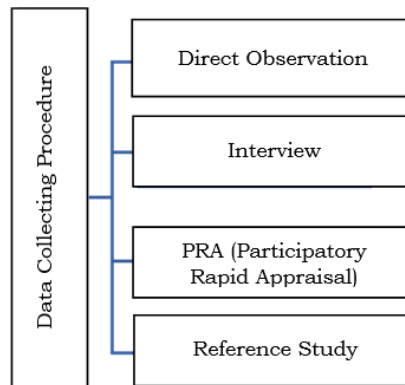 Data Collecting Procedure
Direct Observation
Interview
PRA (Participatory
Rapid Appraisal)
Reference Study